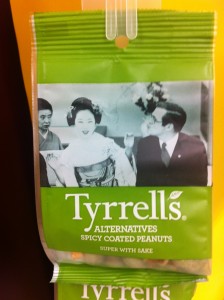 Tyrrells
ALTERNATIVES
SPICY COATED PEANUTS
SUPER WITH SAKE
Tyrrells